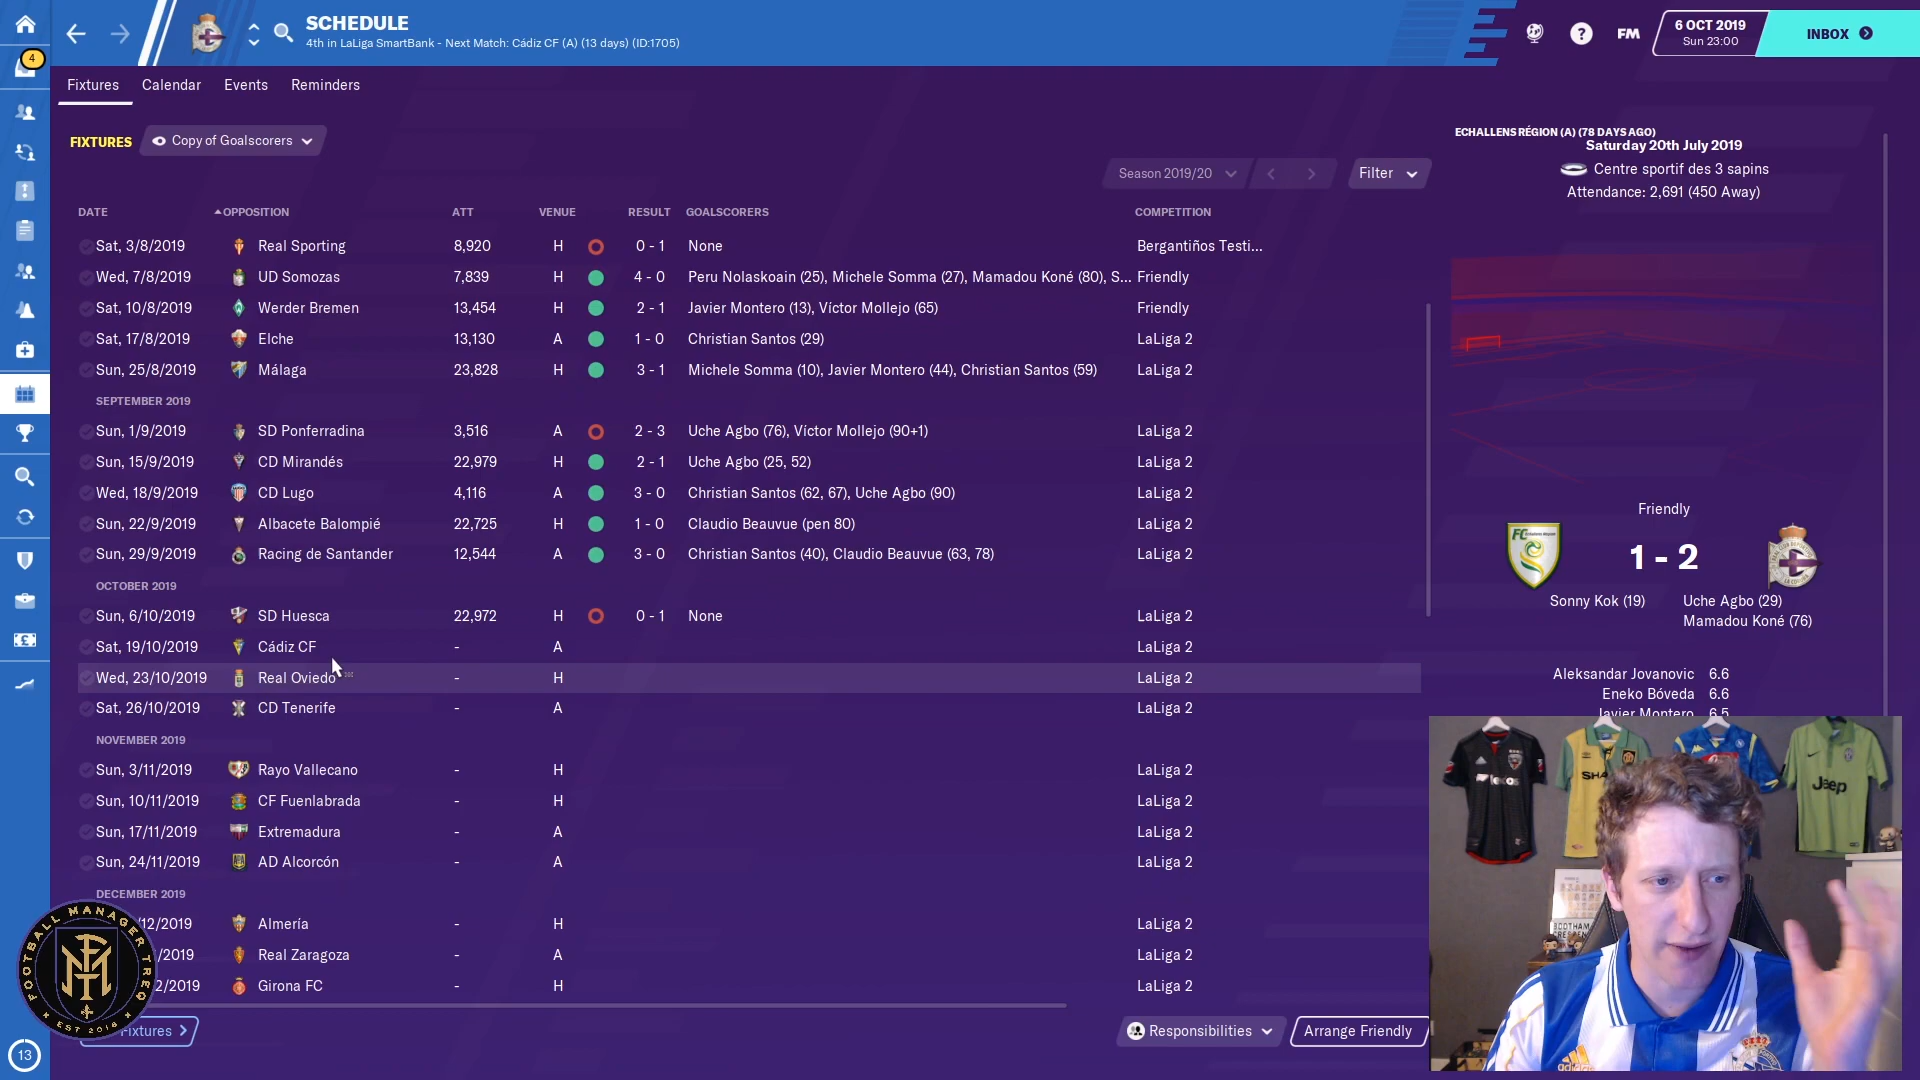 SCHEDULE
4th in LaLiga SmartBank - Next Match: Cádiz CF (A) (13 days) (ID:1705)
4
?
FM
6 OCT 2019
Sun 23:00
INBOX
Fixtures
Calendar
Events
Reminders
FIXTURES
Copy of Goalscorers
Season 2019/20
Filter
DATE OPPOSITION ATT VENUE RESULT GOALSCORERS COMPETITION
Sat, 3/8/2019 Real Sporting 8,920 H 0 - 1 None Bergantiños Testi...
Wed, 7/8/2019 UD Somozas 7,839 H 4 - 0 Peru Nolaskoain (25), Michele Somma (27), Mamadou Koné (80), S... Friendly
Sat, 10/8/2019 Werder Bremen 13,454 H 2 - 1 Javier Montero (13), Víctor Mollejo (65) Friendly
Sat, 17/8/2019 Elche 13,130 A 1 - 0 Christian Santos (29) LaLiga 2
Sun, 25/8/2019 Málaga 23,828 H 3 - 1 Michele Somma (10), Javier Montero (44), Christian Santos (59) LaLiga 2
SEPTEMBER 2019
Sun, 1/9/2019 SD Ponferradina 3,516 A 2 - 3 Uche Agbo (76), Víctor Mollejo (90+1) LaLiga 2
Sun, 15/9/2019 CD Mirandés 22,979 H 2 - 1 Uche Agbo (25, 52) LaLiga 2
Wed, 18/9/2019 CD Lugo 4,116 A 3 - 0 Christian Santos (62, 67), Uche Agbo (90) LaLiga 2
Sun, 22/9/2019 Albacete Balompié 22,725 H 1 - 0 Claudio Beauvue (pen 80) LaLiga 2
Sun, 29/9/2019 Racing de Santander 12,544 A 3 - 0 Christian Santos (40), Claudio Beauvue (63, 78) LaLiga 2
OCTOBER 2019
Sun, 6/10/2019 SD Huesca 22,972 H 0 - 1 None LaLiga 2
Sat, 19/10/2019 Cádiz CF - A LaLiga 2
Wed, 23/10/2019 Real Oviedo - H LaLiga 2
Sat, 26/10/2019 CD Tenerife - A LaLiga 2
NOVEMBER 2019
Sun, 3/11/2019 Rayo Vallecano - H LaLiga 2
Sun, 10/11/2019 CF Fuenlabrada - H LaLiga 2
Sun, 17/11/2019 Extremadura - A LaLiga 2
Sun, 24/11/2019 AD Alcorcón - A LaLiga 2
DECEMBER 2019
/12/2019 Almería - H LaLiga 2
/2019 Real Zaragoza - A LaLiga 2
2/2019 Girona FC - H LaLiga 2
Fixtures
Responsibilities
Arrange Friendly
13
FOOTBALL MANAGER TREQ
EST 2018
ECHALLENS RÉGION (A) (78 DAYS AGO)
Saturday 20th July 2019
Centre sportif des 3 sapins
Attendance: 2,691 (450 Away)
Friendly
FC
1 - 2
Sonny Kok (19)
Uche Agbo (29)
Mamadou Koné (76)
Aleksandar Jovanovic 6.6
Eneko Bóveda 6.6
Javier Montero 6.5
SHA
Jeep
adidas